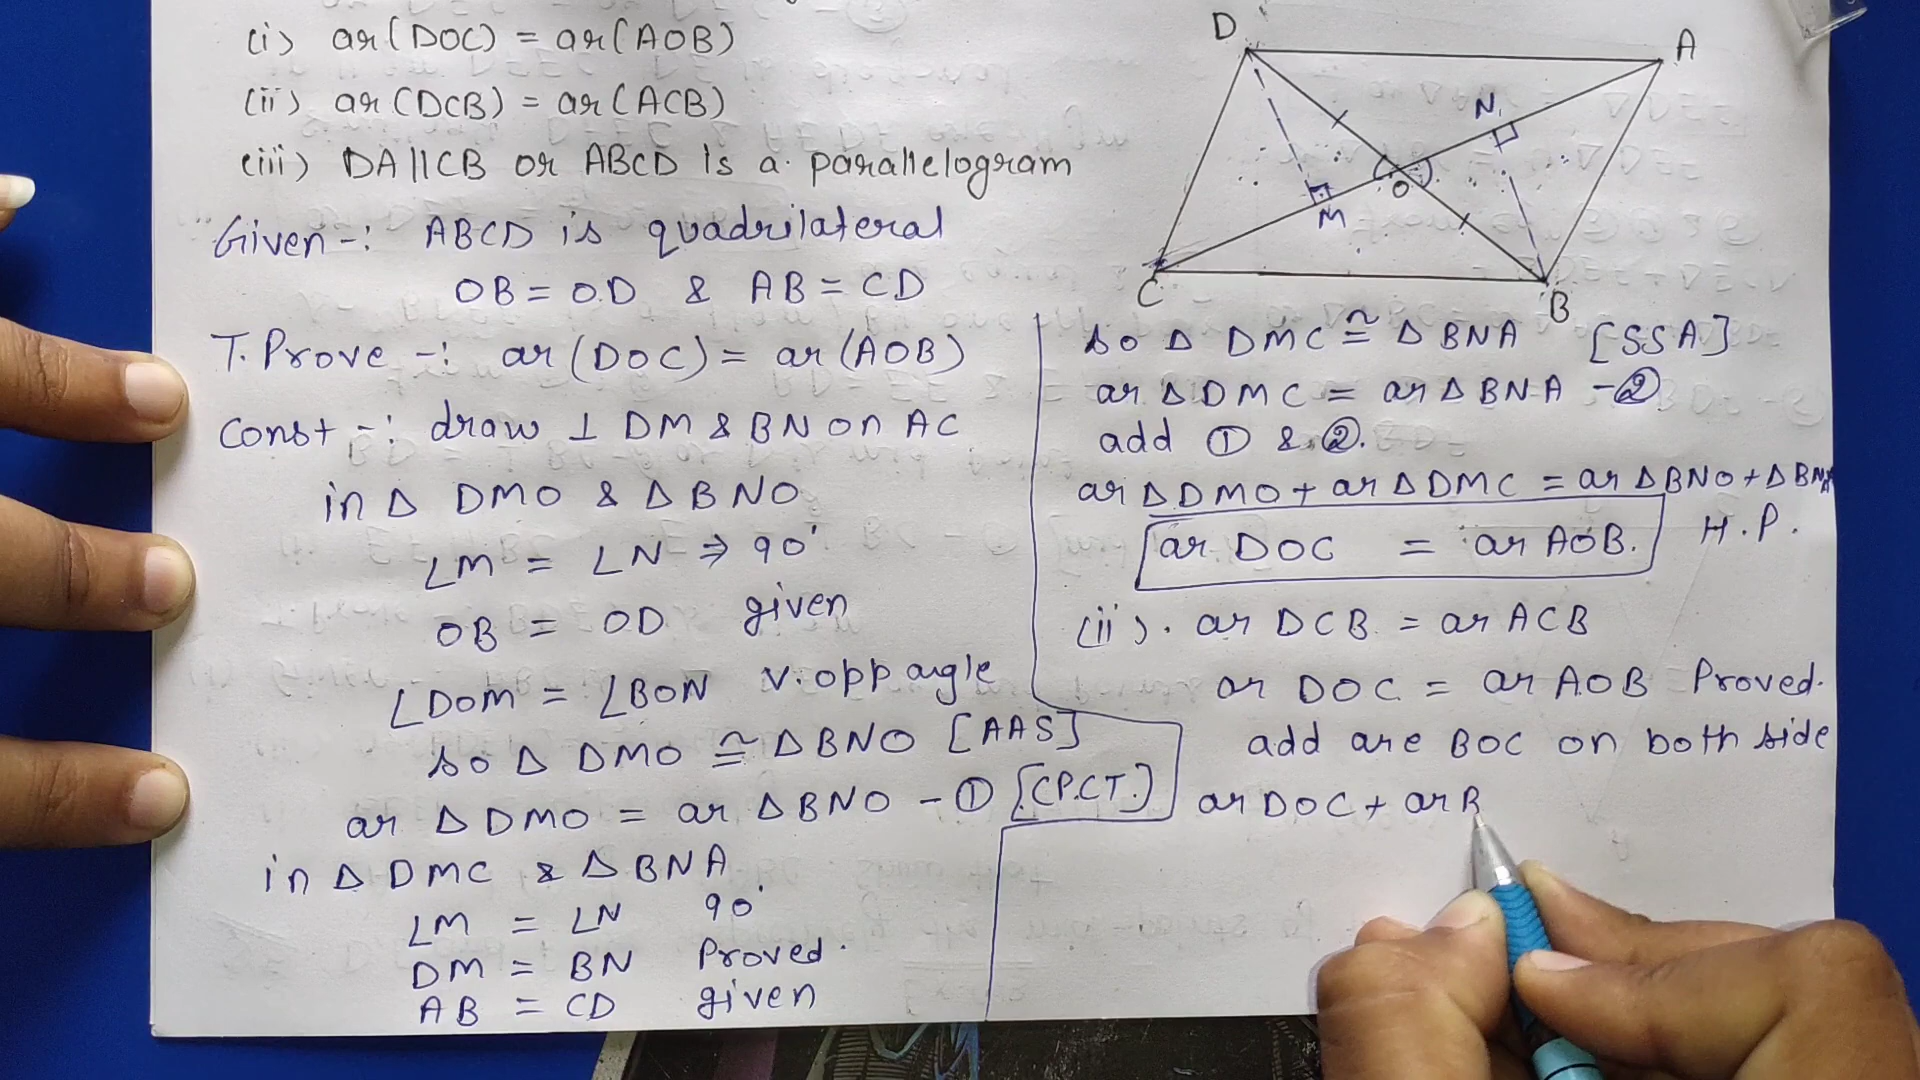 (i) ar(DOC) = ar(AOB)
(ii) ar(DCB) = ar(ACB)
(iii) DA||CB or ABCD is a parallelogram
Given -: ABCD is quadrilateral
OB = OD & AB = CD
T. Prove -: ar(DOC) = ar(AOB)
Const -: draw ⊥ DM & BN on AC
in Δ DMO & Δ BNO
∠M = ∠N ⇒ 90°
OB = OD given
∠DOM = ∠BON V. opp angle
so Δ DMO ≅ Δ BNO [AAS]
ar Δ DMO = ar Δ BNO - ① [CP.CT.]
in Δ DMC & Δ BNA
∠M = ∠N 90°
DM = BN Proved.
AB = CD given
D
A
N
O
M
C
B
so Δ DMC ≅ Δ BNA [SSA]
ar Δ DMC = ar Δ BNA - ②
add ① & ②.
ar Δ DMO + ar Δ DMC = ar Δ BNO + Δ BNA
ar DOC = ar AOB. H.P.
(ii). ar DCB = ar ACB
ar DOC = ar AOB Proved.
add are BOC on both side
ar DOC + ar B